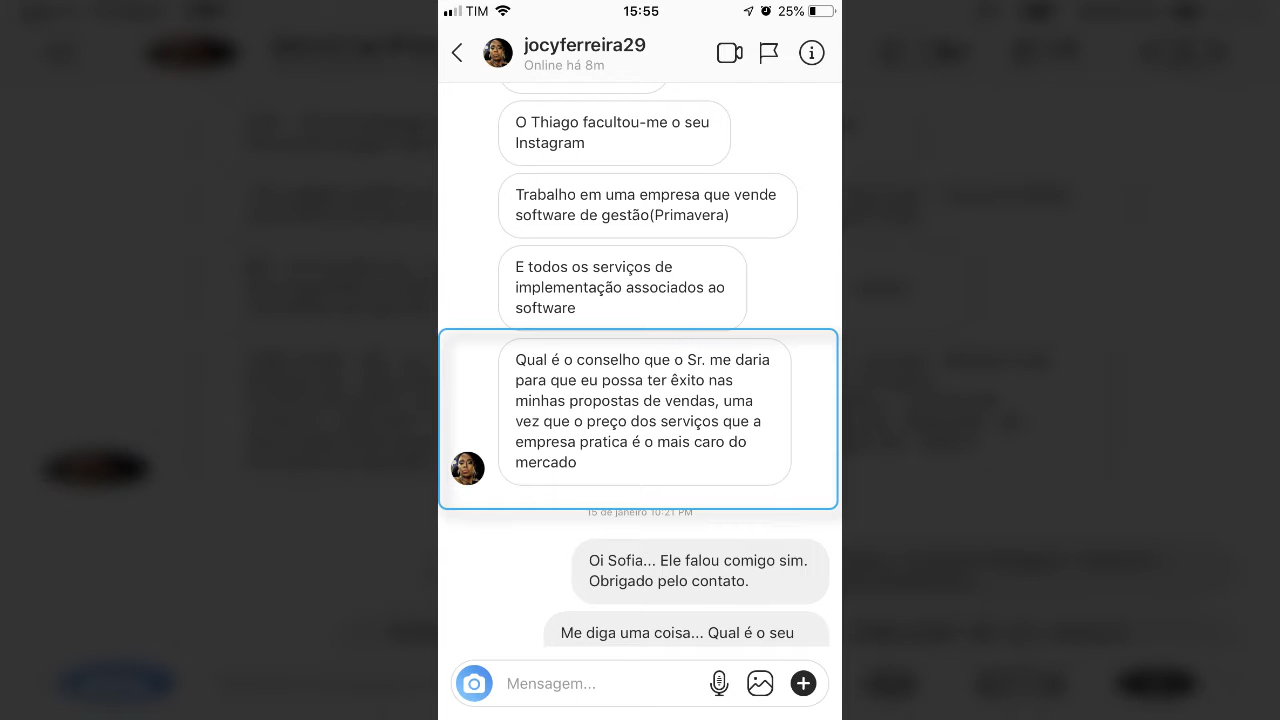 TIM 15:55 25%
jocyferreira29
Online há 8m
O Thiago facultou-me o seu
Instagram
Trabalho em uma empresa que vende
software de gestão(Primavera)
E todos os serviços de
implementação associados ao
software
Qual é o conselho que o Sr. me daria
para que eu possa ter êxito nas
minhas propostas de vendas, uma
vez que o preço dos serviços que a
empresa pratica é o mais caro do
mercado
15 de janeiro 10:21 PM
Oi Sofia... Ele falou comigo sim.
Obrigado pelo contato.
Me diga uma coisa... Qual é o seu
Mensagem...